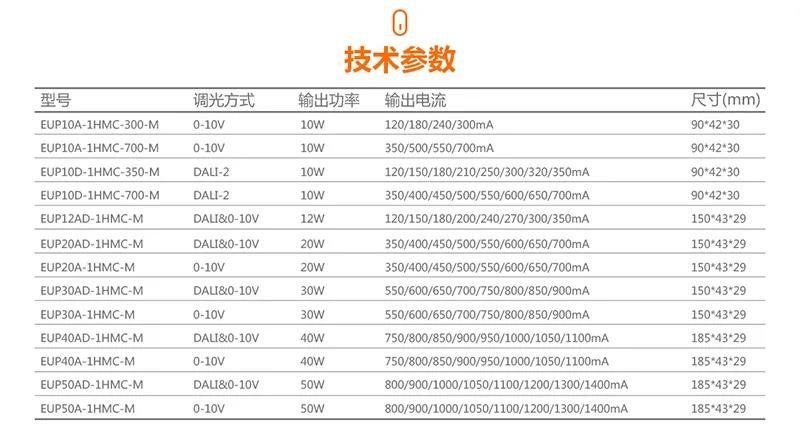 技术参数
型号 调光方式 输出功率 输出电流 尺寸(mm)
EUP10A-1HMC-300-M 0-10V 10W 120/180/240/300mA 90*42*30
EUP10A-1HMC-700-M 0-10V 10W 350/500/550/700mA 90*42*30
EUP10D-1HMC-350-M DALI-2 10W 120/150/180/210/250/300/320/350mA 90*42*30
EUP10D-1HMC-700-M DALI-2 10W 350/400/450/500/550/600/650/700mA 90*42*30
EUP12AD-1HMC-M DALI&0-10V 12W 120/150/180/200/240/270/300/350mA 150*43*29
EUP20AD-1HMC-M DALI&0-10V 20W 350/400/450/500/550/600/650/700mA 150*43*29
EUP20A-1HMC-M 0-10V 20W 350/400/450/500/550/600/650/700mA 150*43*29
EUP30AD-1HMC-M DALI&0-10V 30W 550/600/650/700/750/800/850/900mA 150*43*29
EUP30A-1HMC-M 0-10V 30W 550/600/650/700/750/800/850/900mA 150*43*29
EUP40AD-1HMC-M DALI&0-10V 40W 750/800/850/900/950/1000/1050/1100mA 185*43*29
EUP40A-1HMC-M 0-10V 40W 750/800/850/900/950/1000/1050/1100mA 185*43*29
EUP50AD-1HMC-M DALI&0-10V 50W 800/900/1000/1050/1100/1200/1300/1400mA 185*43*29
EUP50A-1HMC-M 0-10V 50W 800/900/1000/1050/1100/1200/1300/1400mA 185*43*29